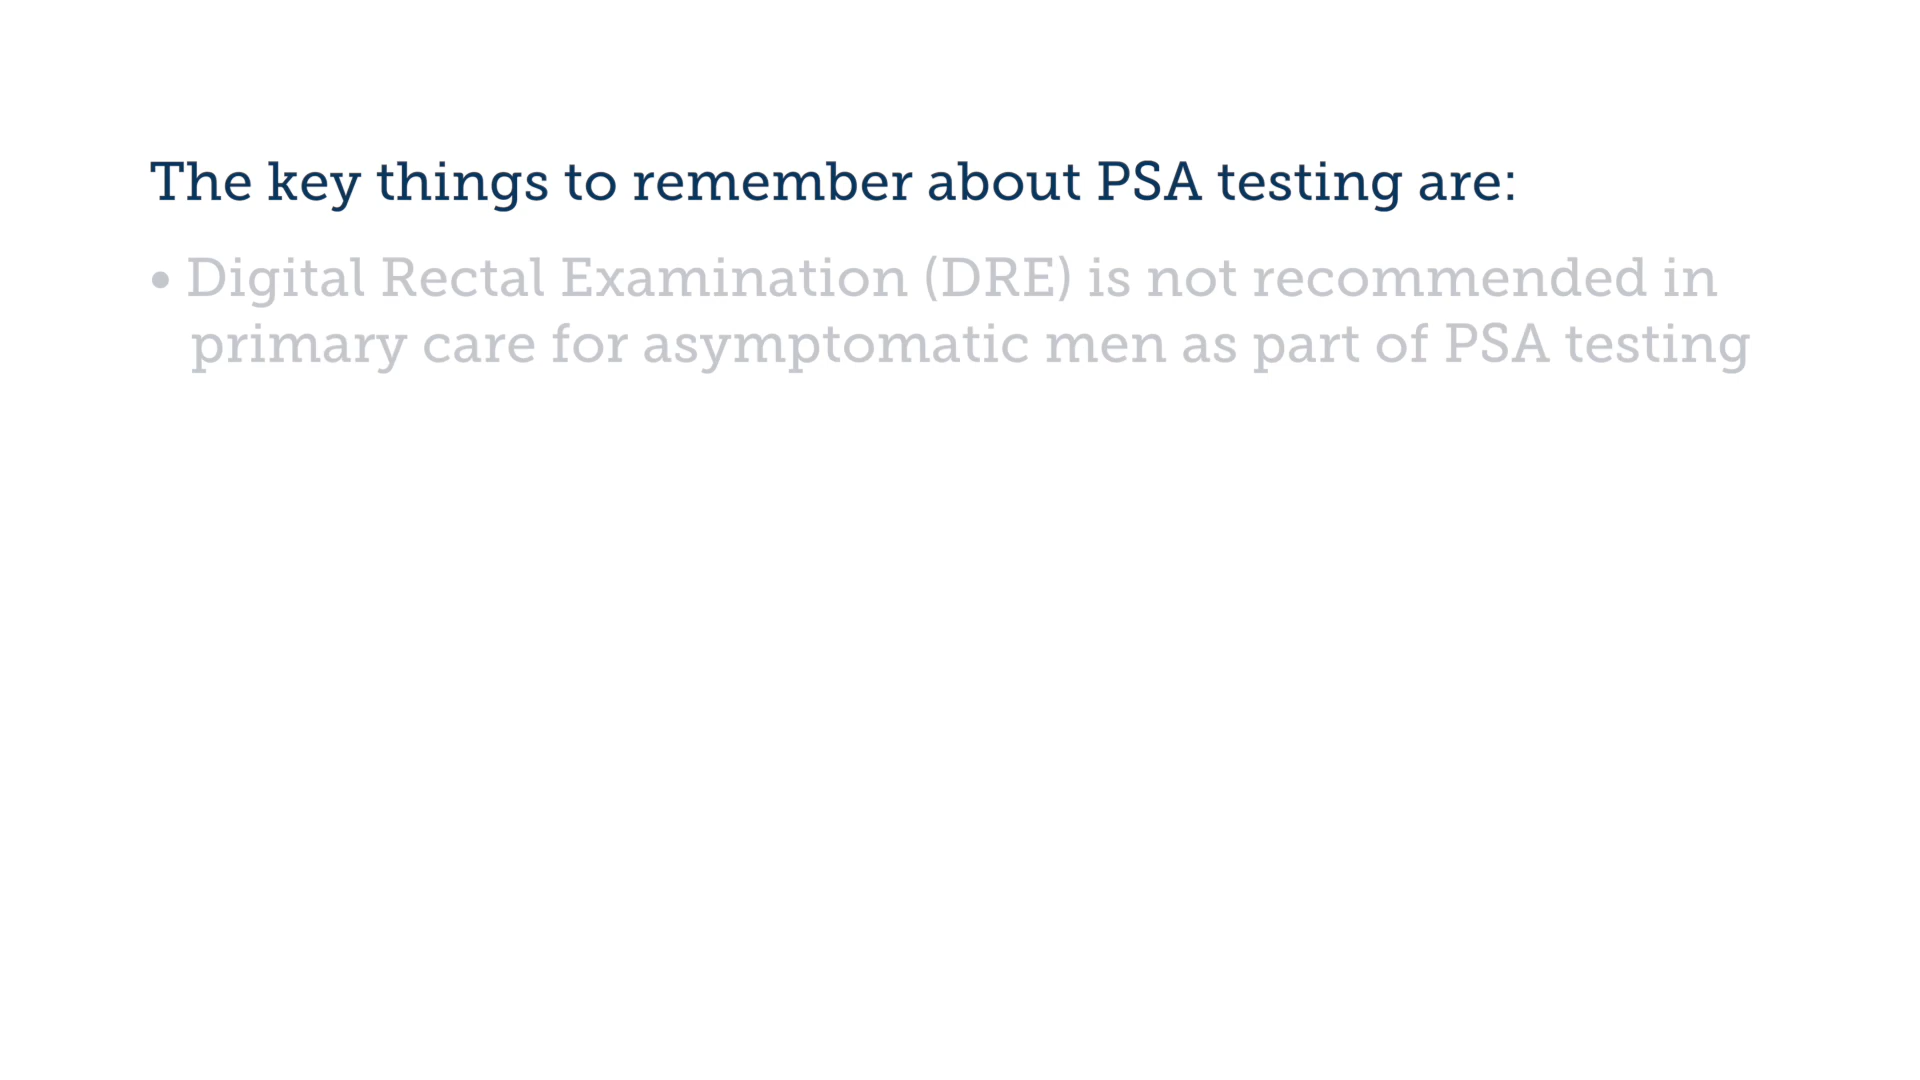 The key things to remember about PSA testing are:
• Digital Rectal Examination (DRE) is not recommended in
primary care for asymptomatic men as part of PSA testing